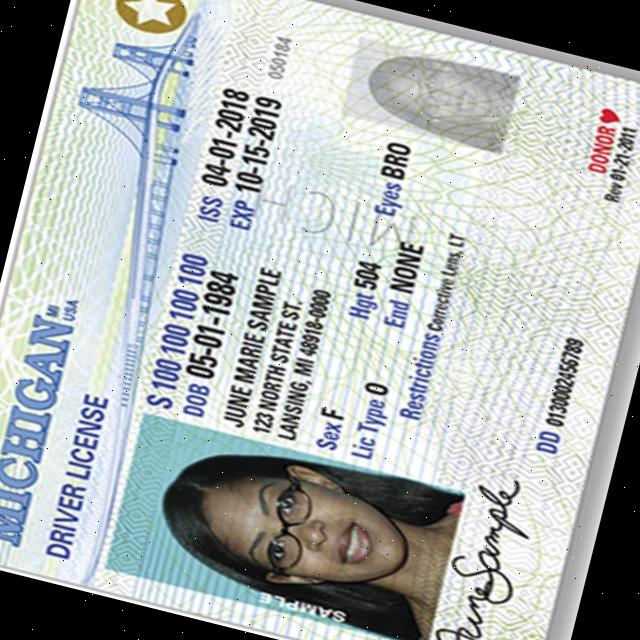 MICHIGAN MI
USA
DRIVER LICENSE
S 100 100 100 100
DOB 05-01-1984
ISS 04-01-2018
EXP 10-15-2019
050184
JUNE MARIE SAMPLE
123 NORTH STATE ST.
LANSING, MI 48918-0000
Sex F
Hgt 504
Eyes BRO
Lic Type O
End NONE
Restrictions Corrective Lens, LT
DONOR
Rev 01-21-2011
DD
June Sample
SAMPLE
MICH